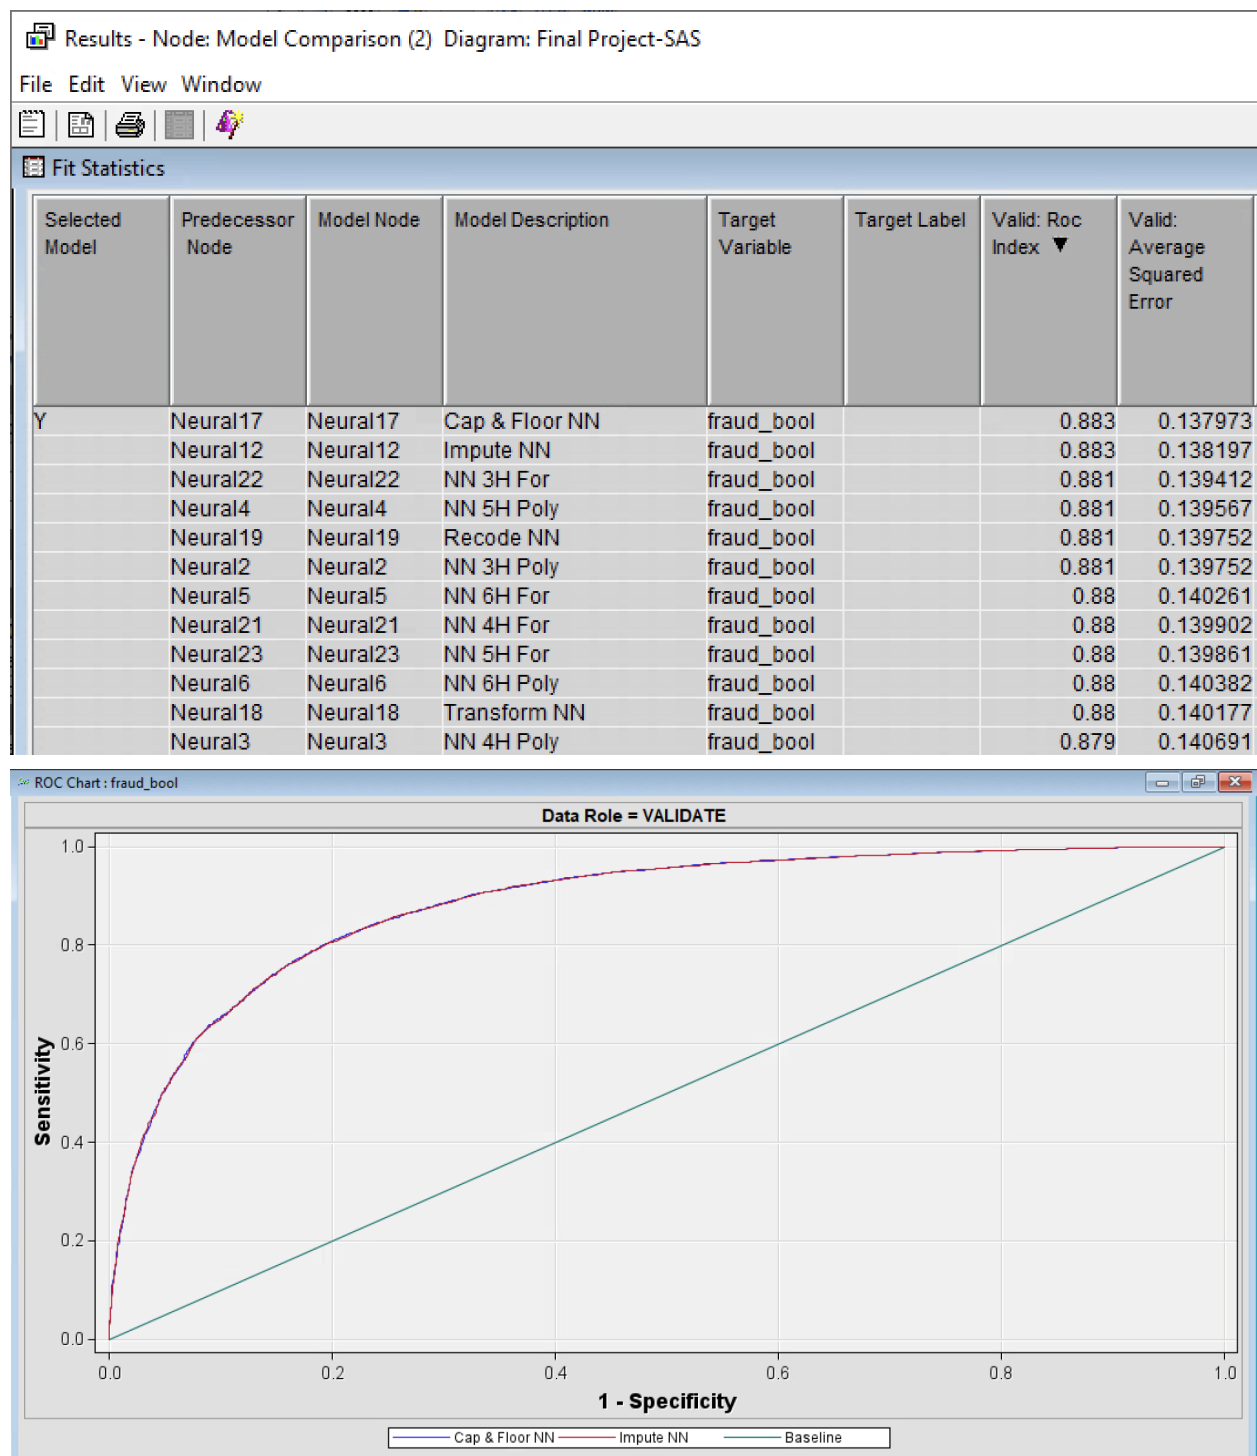 Results - Node: Model Comparison (2) Diagram: Final Project-SAS
File Edit View Window
Fit Statistics
Selected Model Predecessor Node Model Node Model Description Target Variable Target Label Valid: Roc Index ▼ Valid: Average Squared Error
Y Neural17 Neural17 Cap & Floor NN fraud_bool 0.883 0.137973
Neural12 Neural12 Impute NN fraud_bool 0.883 0.138197
Neural22 Neural22 NN 3H For fraud_bool 0.881 0.139412
Neural4 Neural4 NN 5H Poly fraud_bool 0.881 0.139567
Neural19 Neural19 Recode NN fraud_bool 0.881 0.139752
Neural2 Neural2 NN 3H Poly fraud_bool 0.881 0.139752
Neural5 Neural5 NN 6H For fraud_bool 0.88 0.140261
Neural21 Neural21 NN 4H For fraud_bool 0.88 0.139902
Neural23 Neural23 NN 5H For fraud_bool 0.88 0.139861
Neural6 Neural6 NN 6H Poly fraud_bool 0.88 0.140382
Neural18 Neural18 Transform NN fraud_bool 0.88 0.140177
Neural3 Neural3 NN 4H Poly fraud_bool 0.879 0.140691
ROC Chart : fraud_bool
Data Role = VALIDATE
1.0
0.8
0.6
0.4
0.2
0.0
Sensitivity
0.0 0.2 0.4 0.6 0.8 1.0
1 - Specificity
Cap & Floor NN Impute NN Baseline